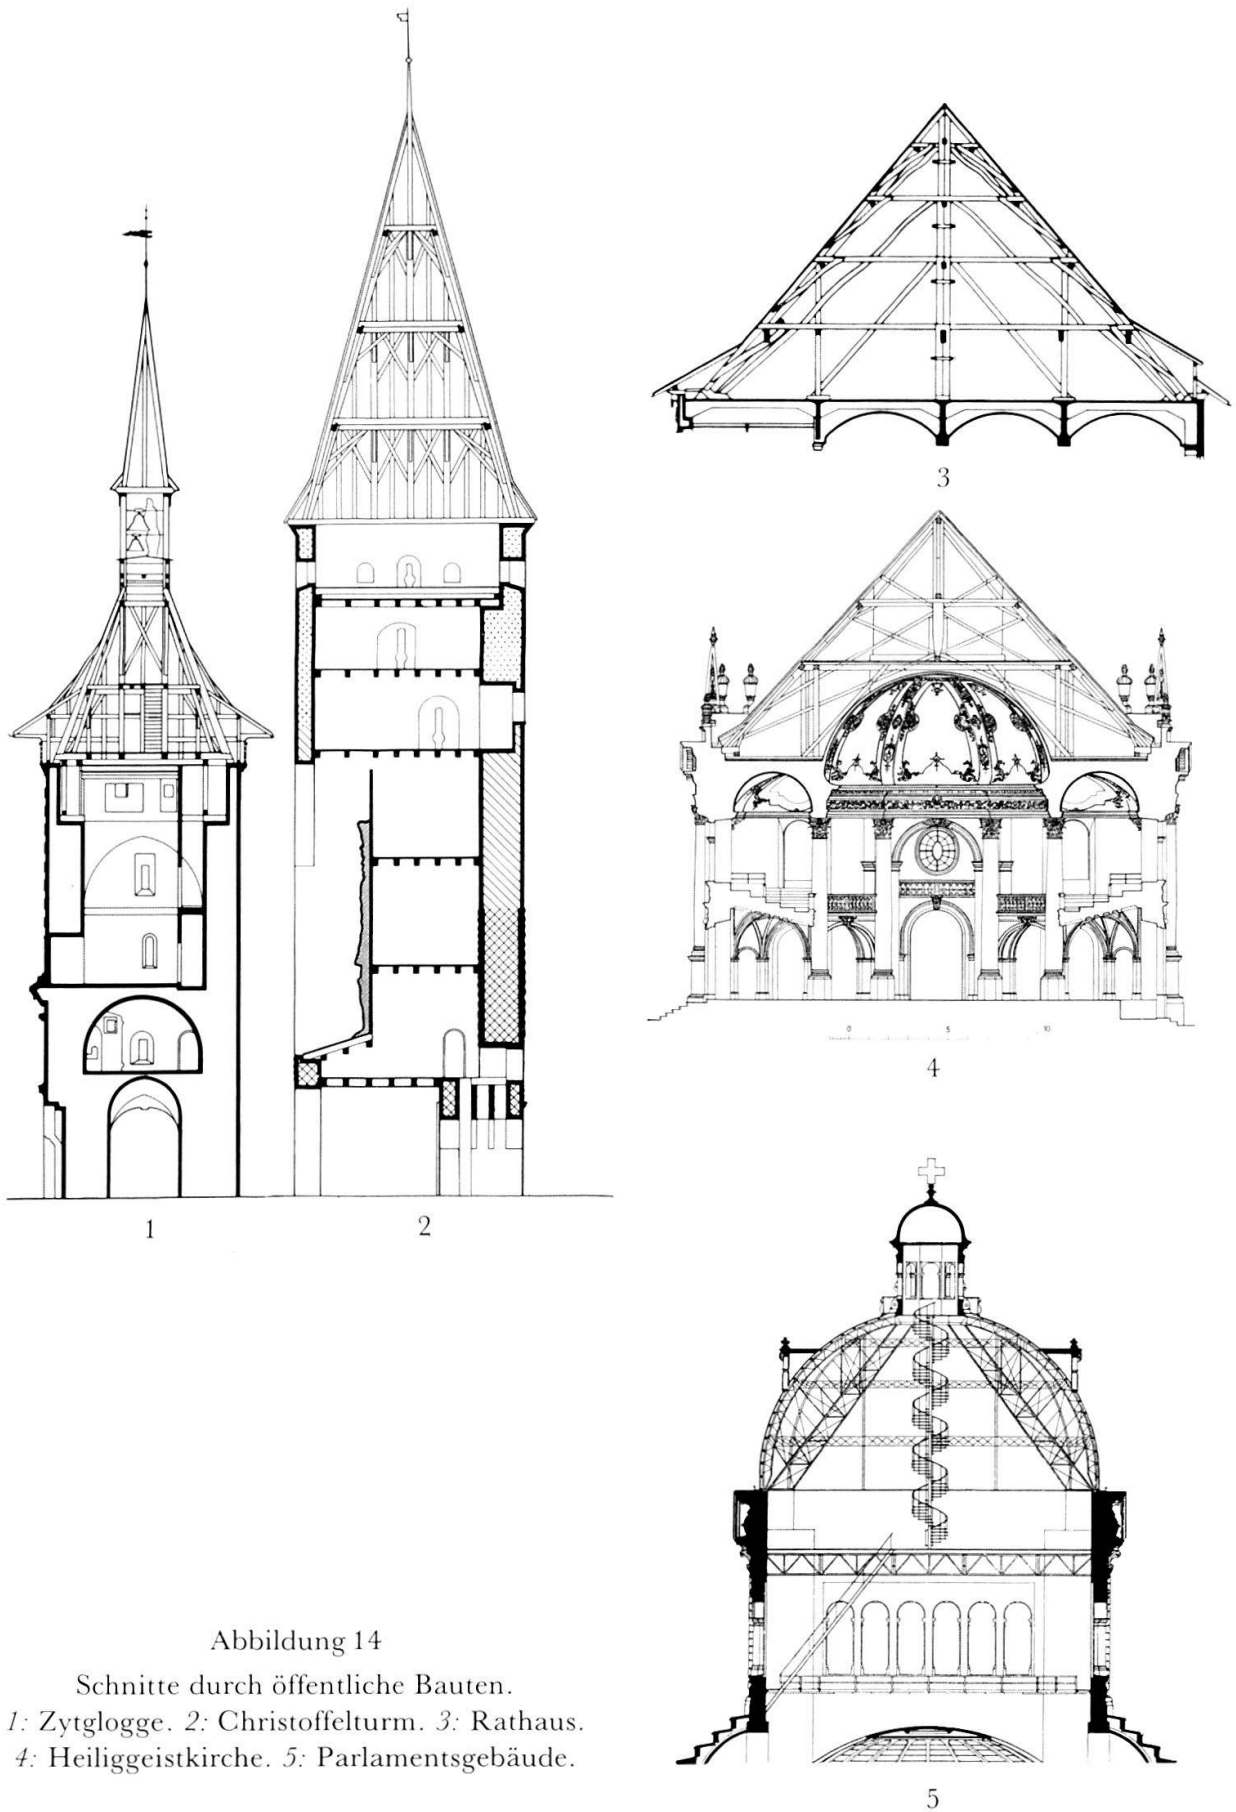 3
0 5 10
4
1
2
5
Abbildung 14
Schnitte durch öffentliche Bauten.
1: Zytglogge. 2: Christoffelturm. 3: Rathaus.
4: Heiliggeistkirche. 5: Parlamentsgebäude.